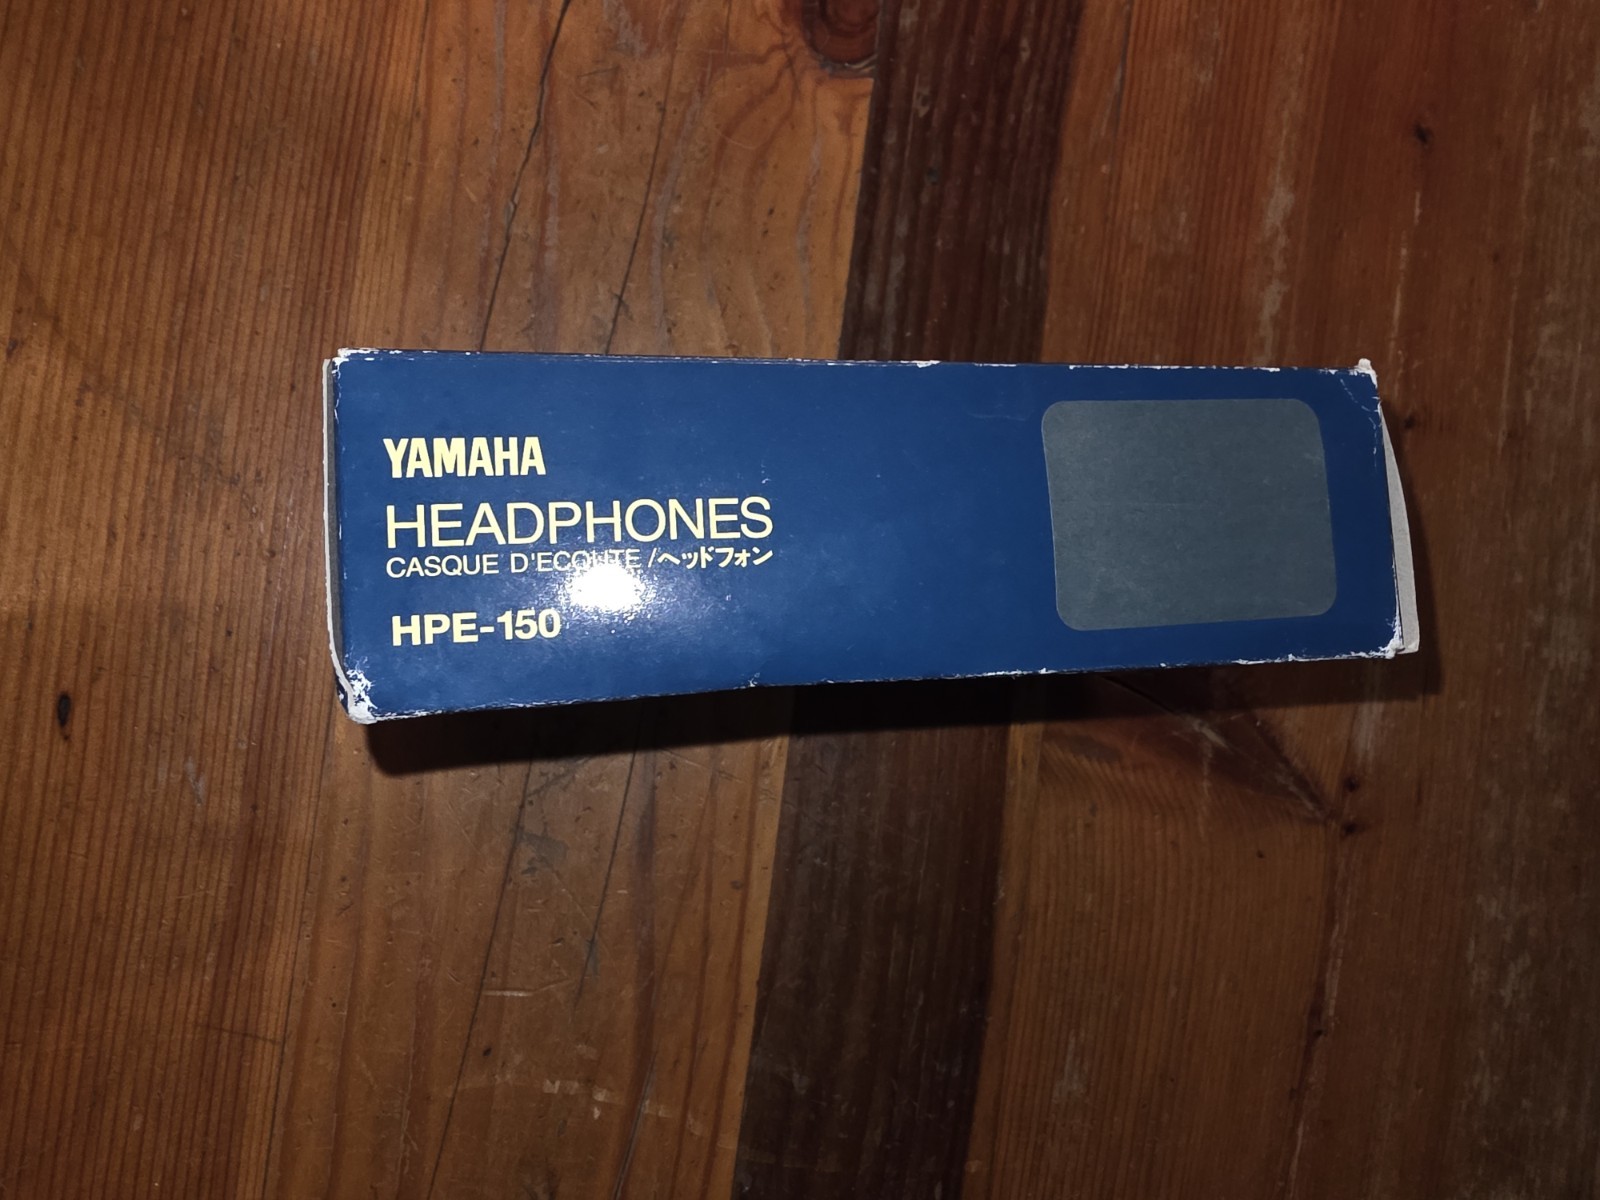 YAMAHA
HEADPHONES
CASQUE D'ECOUTE /ヘッドフォン
HPE-150